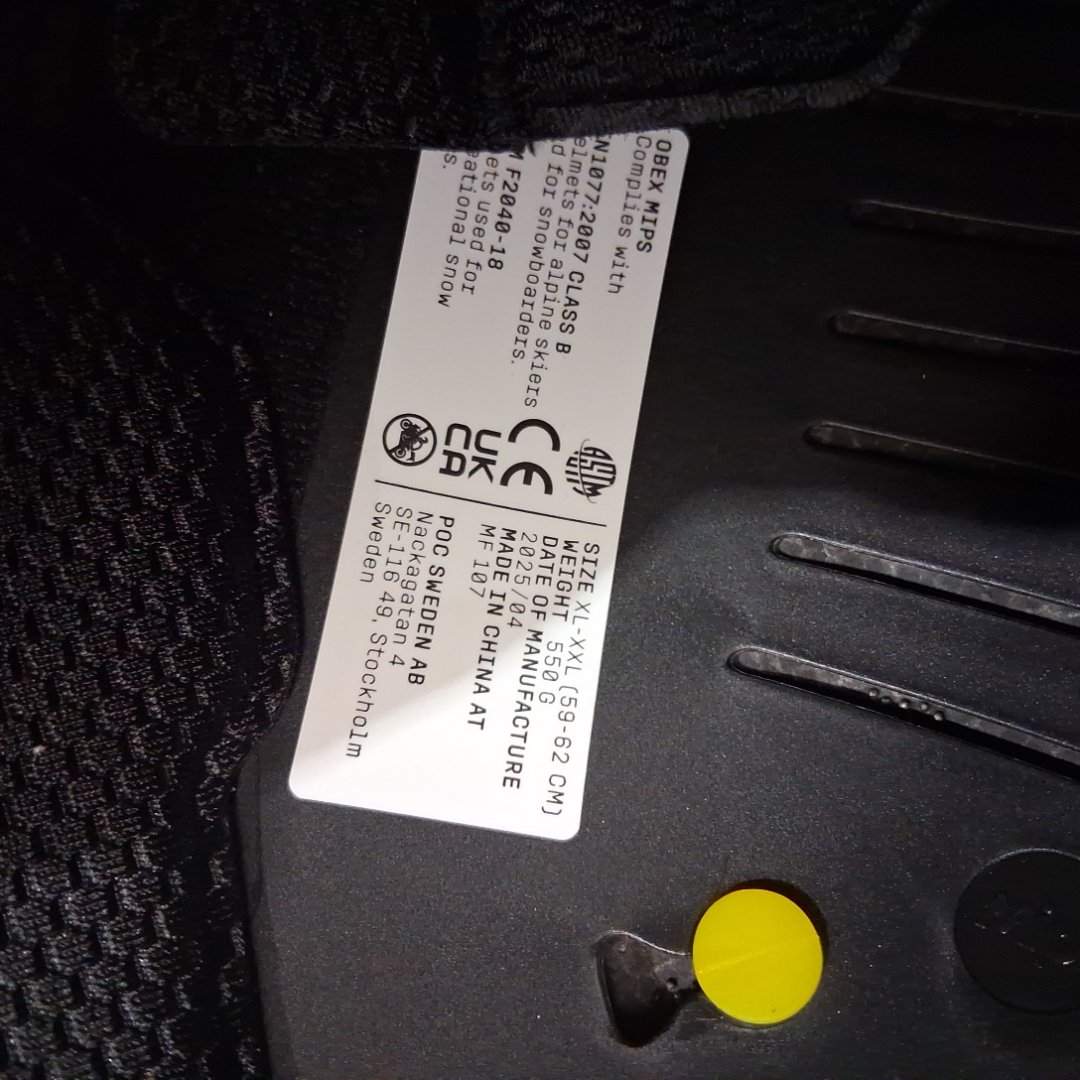 OBEX MIPS
Complies with
N1077:2007 CLASS B
elmets for alpine skiers
d for snowboarders.
F2040-18
ets used for
eational snow
s.
ASTM
CE
UK
CA
SIZE XL-XXL (59-62 CM)
WEIGHT 550 G
DATE OF MANUFACTURE
2025/04
MADE IN CHINA AT
MF 107
POC SWEDEN AB
Nackagatan 4
SE-116 49, Stockholm
Sweden